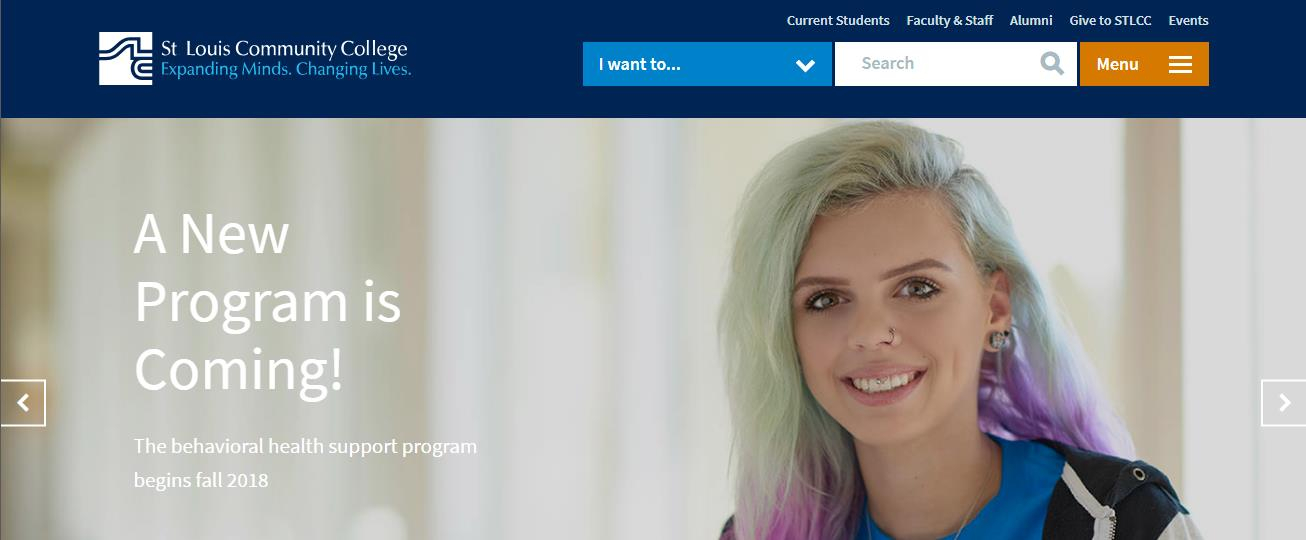 Current Students Faculty & Staff Alumni Give to STLCC Events
St Louis Community College
Expanding Minds. Changing Lives.
I want to...
Search
Menu
A New
Program is
Coming!
The behavioral health support program
begins fall 2018